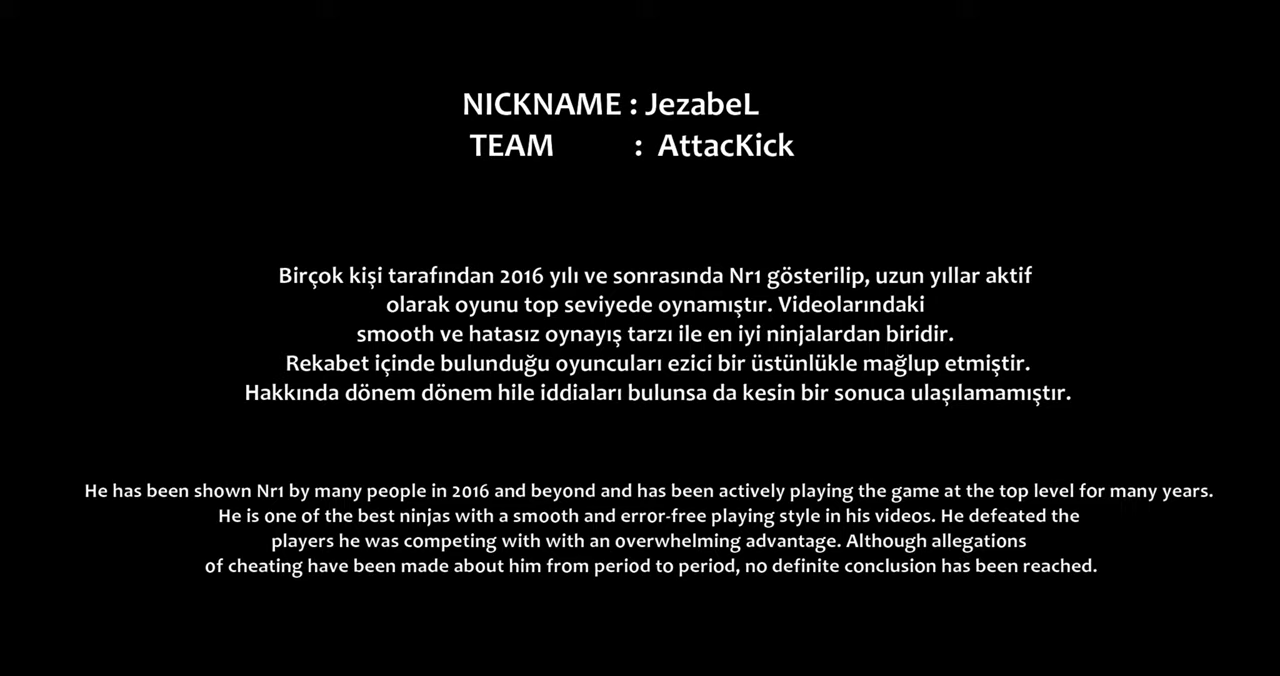 NICKNAME : JezabeL
TEAM : AttacKick
Birçok kişi tarafından 2016 yılı ve sonrasında Nr1 gösterilip, uzun yıllar aktif
olarak oyunu top seviyede oynamıştır. Videolarındaki
smooth ve hatasız oynayış tarzı ile en iyi ninjalardan biridir.
Rekabet içinde bulunduğu oyuncuları ezici bir üstünlükle mağlup etmiştir.
Hakkında dönem dönem hile iddiaları bulunsa da kesin bir sonuca ulaşılamamıştır.
He has been shown Nr1 by many people in 2016 and beyond and has been actively playing the game at the top level for many years.
He is one of the best ninjas with a smooth and error-free playing style in his videos. He defeated the
players he was competing with with an overwhelming advantage. Although allegations
of cheating have been made about him from period to period, no definite conclusion has been reached.